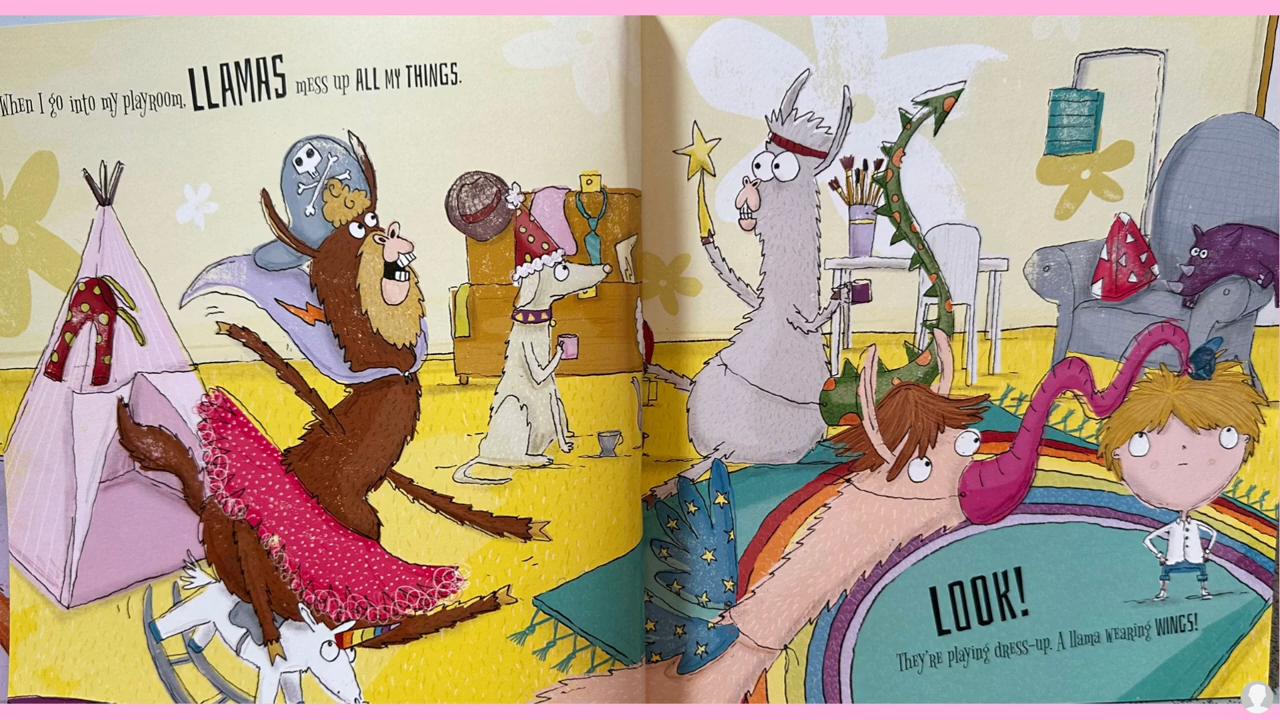 When I go into my playroom, LLAMAS mess up ALL MY THINGS.
LOOK!
They're playing dress-up. A llama wearing WINGS!